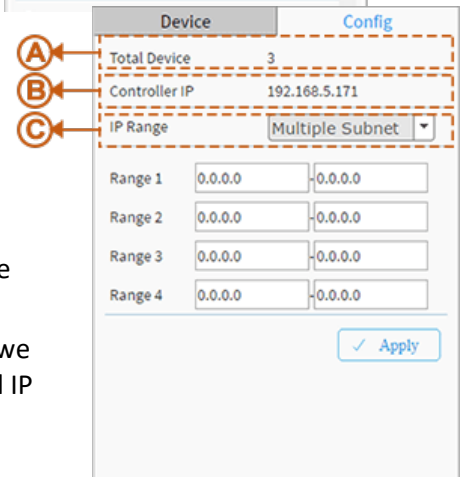 Device Config
A Total Device 3
B Controller IP 192.168.5.171
C IP Range Multiple Subnet
Range 1 0.0.0.0 - 0.0.0.0
Range 2 0.0.0.0 - 0.0.0.0
Range 3 0.0.0.0 - 0.0.0.0
Range 4 0.0.0.0 - 0.0.0.0
✓ Apply
e
we
IP